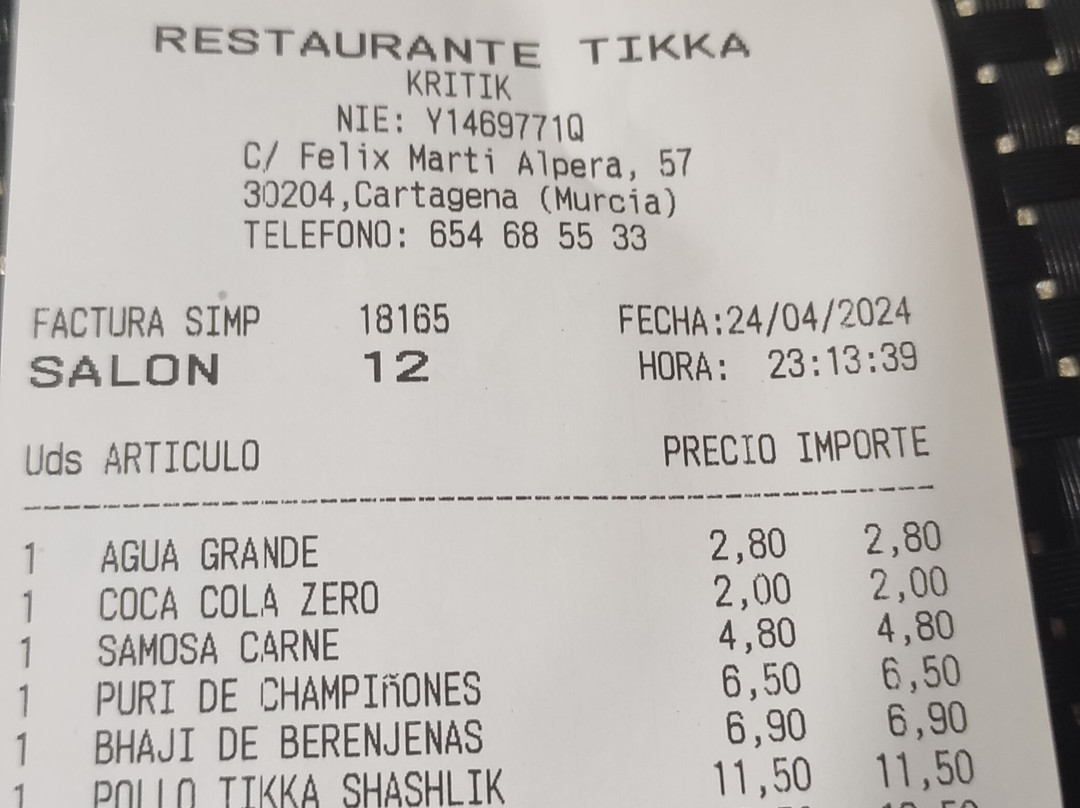 RESTAURANTE TIKKA
KRITIK
NIE: Y1469771Q
C/ Felix Marti Alpera, 57
30204,Cartagena (Murcia)
TELEFONO: 654 68 55 33
FACTURA SIMP 18165 FECHA:24/04/2024
SALON 12 HORA: 23:13:39
Uds ARTICULO PRECIO IMPORTE
1 AGUA GRANDE 2,80 2,80
1 COCA COLA ZERO 2,00 2,00
1 SAMOSA CARNE 4,80 4,80
1 PURI DE CHAMPIñONES 6,50 6,50
1 BHAJI DE BERENJENAS 6,90 6,90
1 POLLO TIKKA SHASHLIK 11,50 11,50